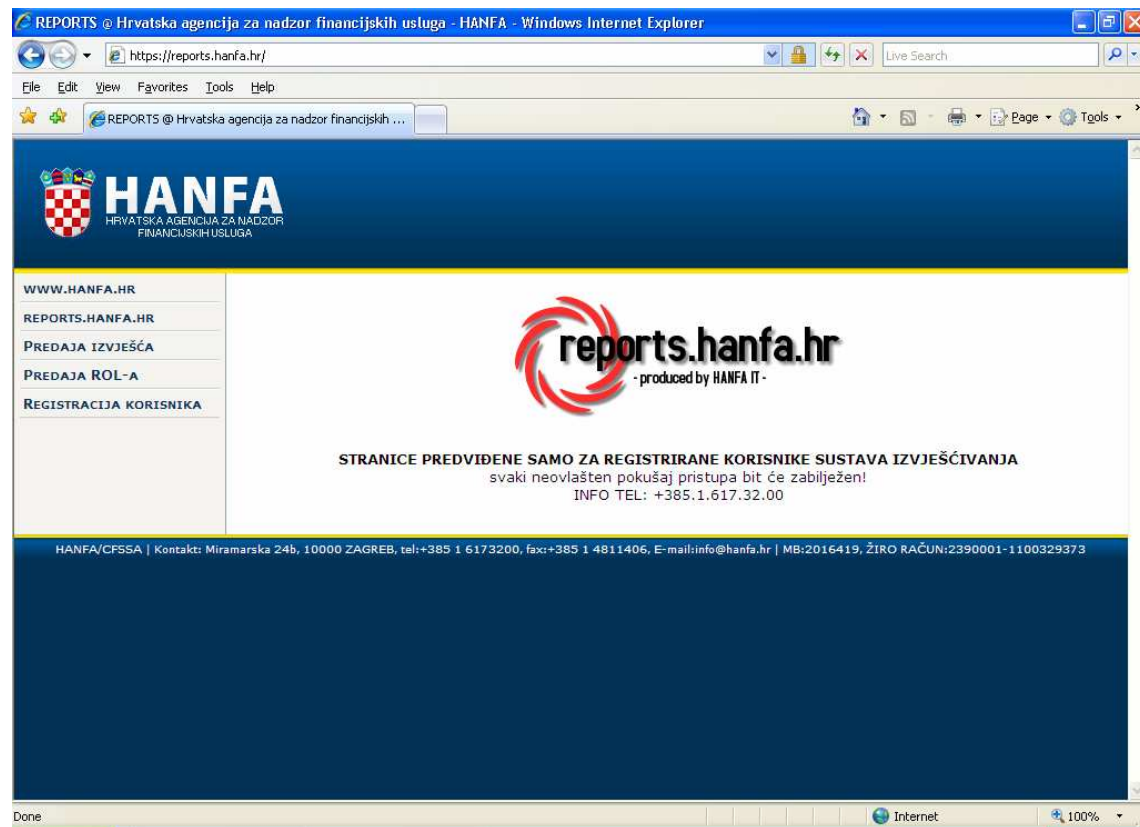 REPORTS @ Hrvatska agencija za nadzor financijskih usluga - HANFA - Windows Internet Explorer
https://reports.hanfa.hr/
Live Search
File Edit View Favorites Tools Help
REPORTS @ Hrvatska agencija za nadzor financijskih ...
Page Tools
HANFA
HRVATSKA AGENCIJA ZA NADZOR
FINANCIJSKIH USLUGA
WWW.HANFA.HR
REPORTS.HANFA.HR
PREDAJA IZVJEŠĆA
PREDAJA ROL-A
REGISTRACIJA KORISNIKA
reports.hanfa.hr
- produced by HANFA IT -
STRANICE PREDVIĐENE SAMO ZA REGISTRIRANE KORISNIKE SUSTAVA IZVJEŠĆIVANJA
svaki neovlašten pokušaj pristupa bit će zabilježen!
INFO TEL: +385.1.617.32.00
HANFA/CFSSA | Kontakt: Miramarska 24b, 10000 ZAGREB, tel:+385 1 6173200, fax:+385 1 4811406, E-mail:info@hanfa.hr | MB:2016419, ŽIRO RAČUN:2390001-1100329373
Done
Internet
100%